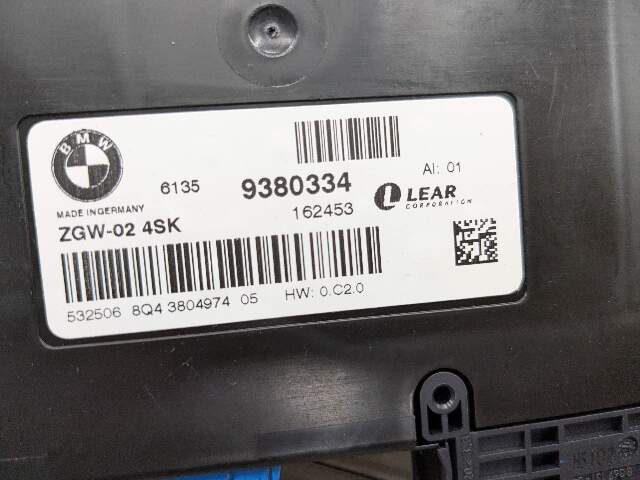 BMW
6135 9380334 AI: 01
MADE IN GERMANY
162453
LEAR
CORPORATION
ZGW-02 4SK
532506 8Q4 3804974 05 HW: 0.C2.0